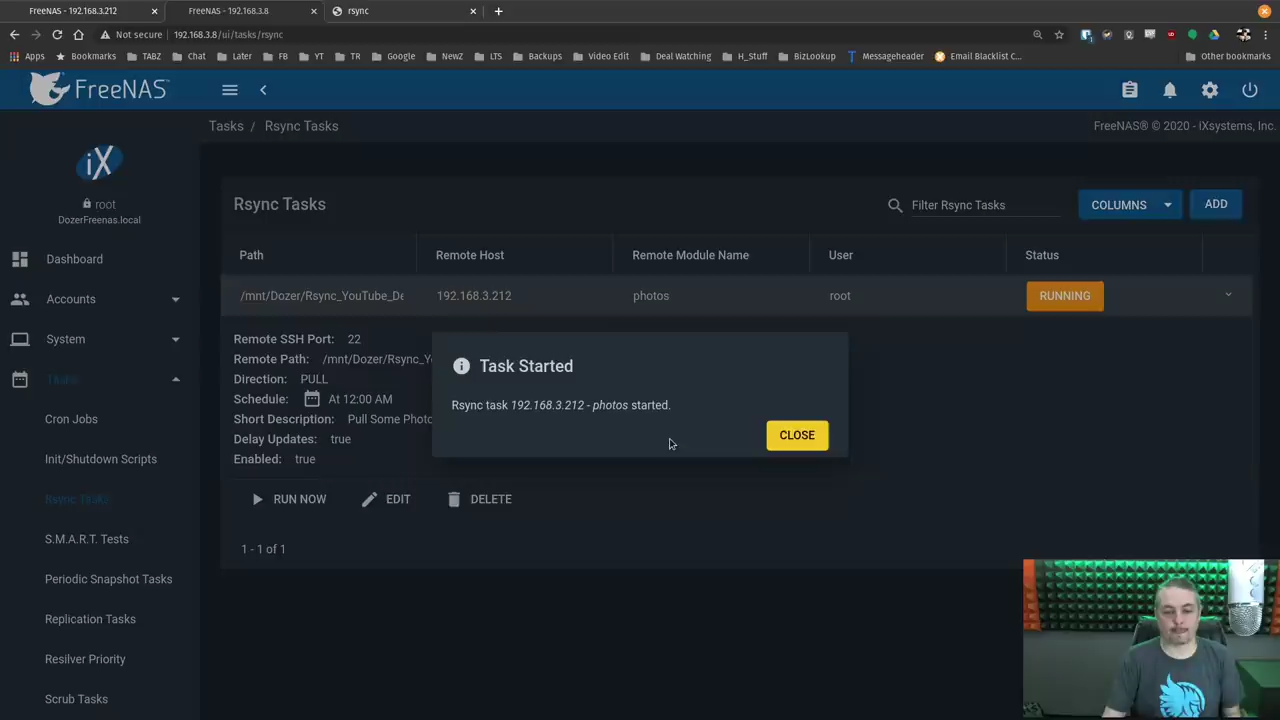 FreeNAS - 192.168.3.212
FreeNAS - 192.168.3.8
rsync
Not secure
192.168.3.8/ui/tasks/rsync
Apps
Bookmarks
TABZ
Chat
Later
FB
YT
TR
Google
NewZ
LTS
Backups
Video Edit
Deal Watching
H_Stuff
BizLookup
Messageheader
Email Blacklist C...
Other bookmarks
FreeNAS
Tasks / Rsync Tasks
FreeNAS® © 2020 - iXsystems, Inc.
iX
root
DozerFreenas.local
Dashboard
Accounts
System
Tasks
Cron Jobs
Init/Shutdown Scripts
Rsync Tasks
S.M.A.R.T. Tests
Periodic Snapshot Tasks
Replication Tasks
Resilver Priority
Scrub Tasks
Rsync Tasks
Filter Rsync Tasks
COLUMNS
ADD
Path Remote Host Remote Module Name User Status
/mnt/Dozer/Rsync_YouTube_De 192.168.3.212 photos root RUNNING
Remote SSH Port: 22
Remote Path: /mnt/Dozer/Rsync_Y
Direction: PULL
Schedule: At 12:00 AM
Short Description: Pull Some Photo
Delay Updates: true
Enabled: true
RUN NOW
EDIT
DELETE
1 - 1 of 1
Task Started
Rsync task 192.168.3.212 - photos started.
CLOSE